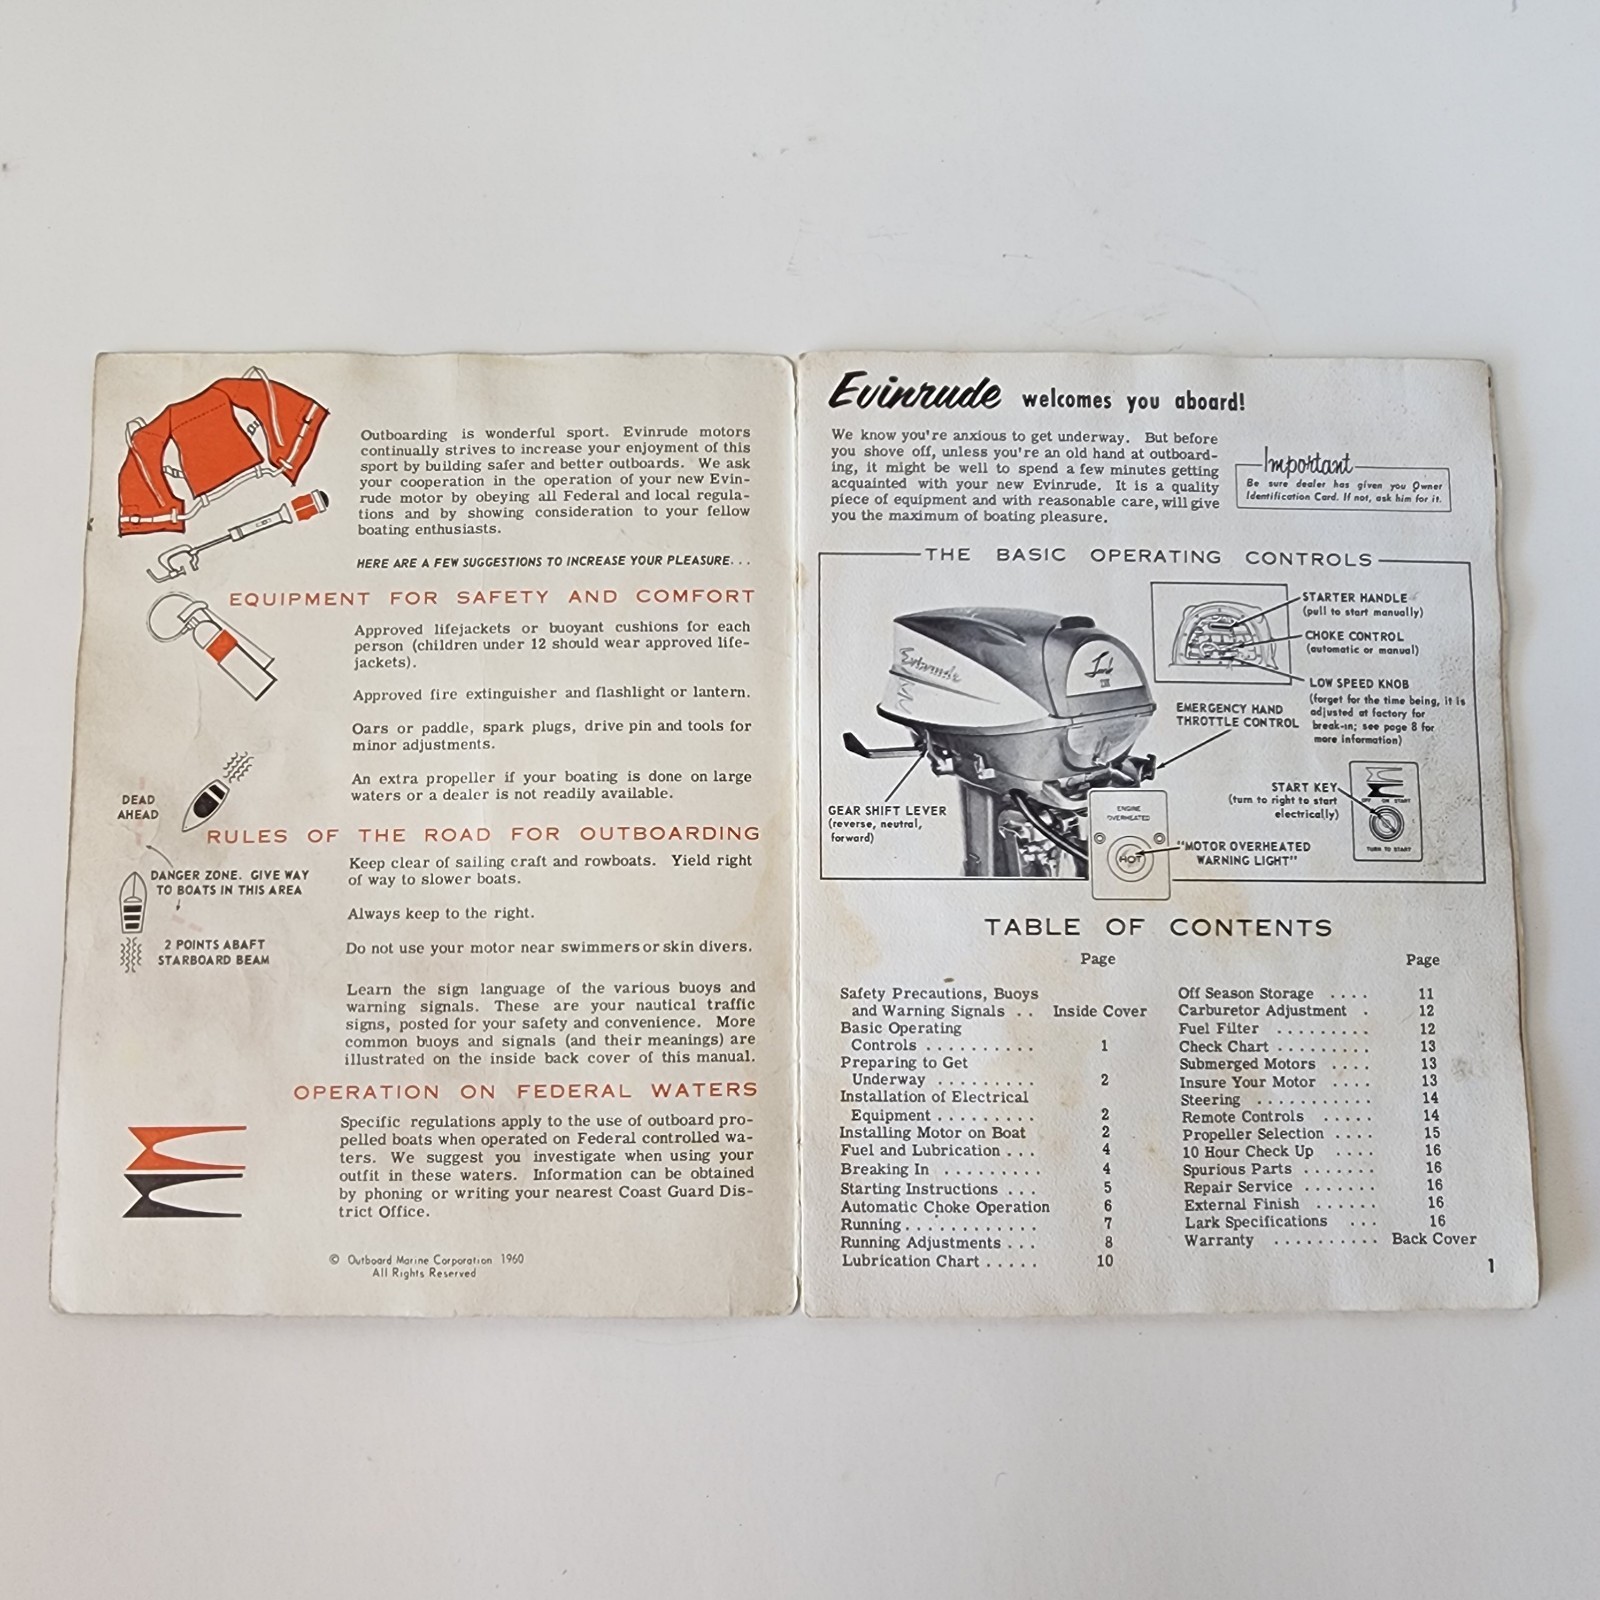 Outboarding is wonderful sport. Evinrude motors
continually strives to increase your enjoyment of this
sport by building safer and better outboards. We ask
your cooperation in the operation of your new Evin-
rude motor by obeying all Federal and local regula-
tions and by showing consideration to your fellow
boating enthusiasts.
HERE ARE A FEW SUGGESTIONS TO INCREASE YOUR PLEASURE...
EQUIPMENT FOR SAFETY AND COMFORT
Approved lifejackets or buoyant cushions for each
person (children under 12 should wear approved life-
jackets).
Approved fire extinguisher and flashlight or lantern.
Oars or paddle, spark plugs, drive pin and tools for
minor adjustments.
An extra propeller if your boating is done on large
waters or a dealer is not readily available.
DEAD
AHEAD
RULES OF THE ROAD FOR OUTBOARDING
Keep clear of sailing craft and rowboats. Yield right
of way to slower boats.
DANGER ZONE. GIVE WAY
TO BOATS IN THIS AREA
Always keep to the right.
2 POINTS ABAFT
STARBOARD BEAM
Do not use your motor near swimmers or skin divers.
Learn the sign language of the various buoys and
warning signals. These are your nautical traffic
signs, posted for your safety and convenience. More
common buoys and signals (and their meanings) are
illustrated on the inside back cover of this manual.
OPERATION ON FEDERAL WATERS
Specific regulations apply to the use of outboard pro-
pelled boats when operated on Federal controlled wa-
ters. We suggest you investigate when using your
outfit in these waters. Information can be obtained
by phoning or writing your nearest Coast Guard Dis-
trict Office.
© Outboard Marine Corporation 1960
All Rights Reserved
Evinrude welcomes you aboard!
We know you're anxious to get underway. But before
you shove off, unless you're an old hand at outboard-
ing, it might be well to spend a few minutes getting
acquainted with your new Evinrude. It is a quality
piece of equipment and with reasonable care, will give
you the maximum of boating pleasure.
Important
Be sure dealer has given you Owner
Identification Card. If not, ask him for it.
THE BASIC OPERATING CONTROLS
STARTER HANDLE
(pull to start manually)
CHOKE CONTROL
(automatic or manual)
LOW SPEED KNOB
(forget for the time being, it is
adjusted at factory for
break-in; see page 8 for
more information)
Evinrude
Lark
III
EMERGENCY HAND
THROTTLE CONTROL
START KEY
(turn to right to start
electrically)
OFF ON START
TURN TO START
GEAR SHIFT LEVER
(reverse, neutral,
forward)
ENGINE
OVERHEATED
HOT
"MOTOR OVERHEATED
WARNING LIGHT"
TABLE OF CONTENTS
Page
Safety Precautions, Buoys
and Warning Signals . . Inside Cover
Basic Operating
Controls . . . . . . . . . . 1
Preparing to Get
Underway . . . . . . . . . 2
Installation of Electrical
Equipment . . . . . . . . . 2
Installing Motor on Boat 2
Fuel and Lubrication . . . 4
Breaking In . . . . . . . . . 4
Starting Instructions . . . 5
Automatic Choke Operation 6
Running . . . . . . . . . . . . 7
Running Adjustments . . . 8
Lubrication Chart . . . . . 10
Page
Off Season Storage . . . . 11
Carburetor Adjustment . 12
Fuel Filter . . . . . . . . . 12
Check Chart . . . . . . . . . 13
Submerged Motors . . . . 13
Insure Your Motor . . . . 13
Steering . . . . . . . . . . . 14
Remote Controls . . . . . 14
Propeller Selection . . . . 15
10 Hour Check Up . . . . 16
Spurious Parts . . . . . . . 16
Repair Service . . . . . . . 16
External Finish . . . . . . 16
Lark Specifications . . . 16
Warranty . . . . . . . . . . Back Cover
1